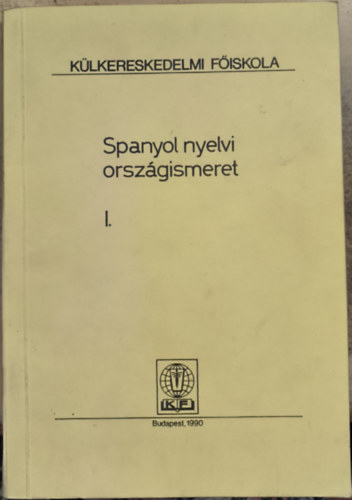 KÜLKERESKEDELMI FŐISKOLA
Spanyol nyelvi
országismeret
I.
KF
Budapest, 1990